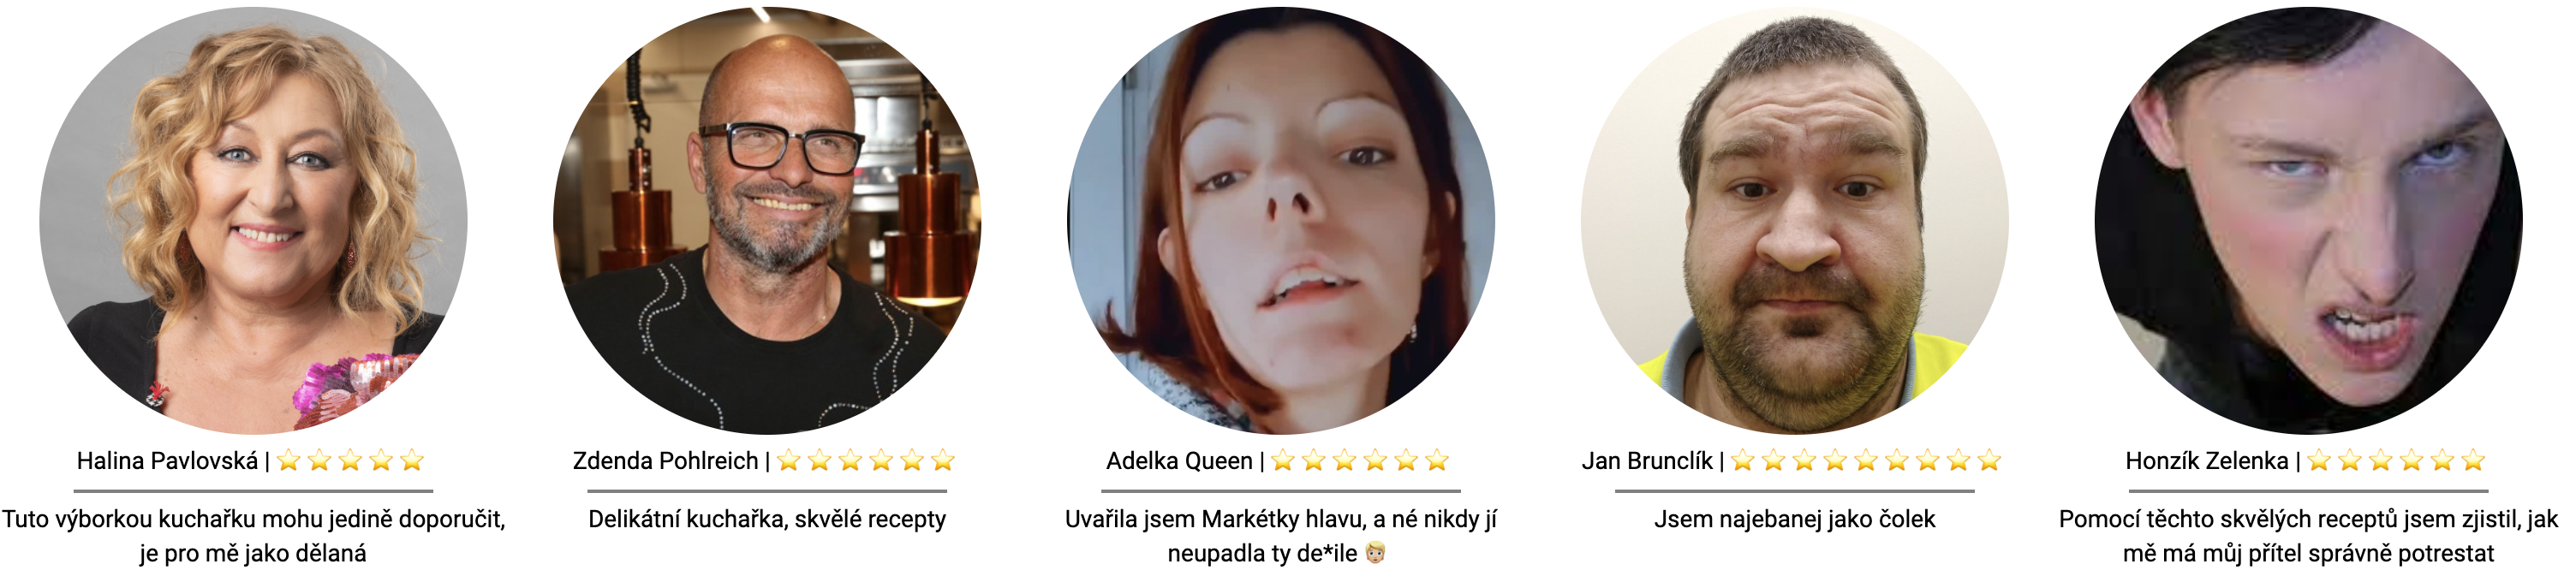 Halina Pavlovská | ⭐⭐⭐⭐⭐
Tuto výborkou kuchařku mohu jedině doporučit,
je pro mě jako dělaná
Zdenda Pohlreich | ⭐⭐⭐⭐⭐⭐
Delikátní kuchařka, skvělé recepty
Adelka Queen | ⭐⭐⭐⭐⭐⭐
Uvařila jsem Markétky hlavu, a né nikdy jí
neupadla ty de*ile 👩🏼
Jan Brunclík | ⭐⭐⭐⭐⭐⭐⭐⭐⭐
Jsem najebanej jako čolek
Honzík Zelenka | ⭐⭐⭐⭐⭐⭐
Pomocí těchto skvělých receptů jsem zjistil, jak
mě má můj přítel správně potrestat